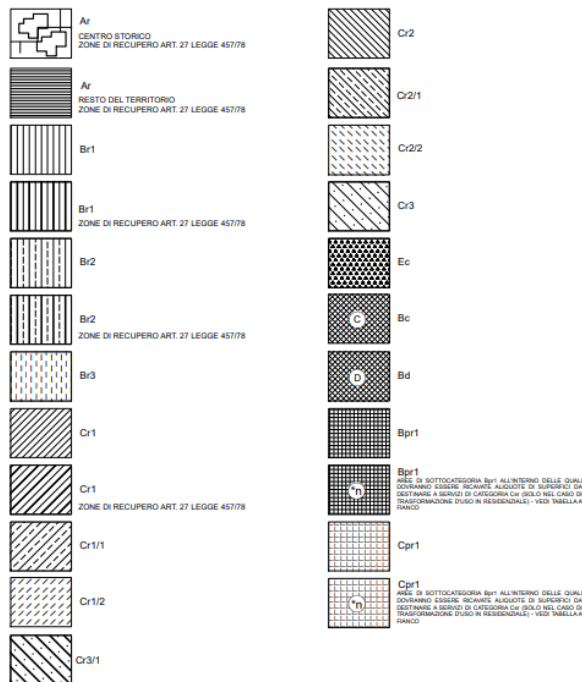 Ar
CENTRO STORICO
ZONE DI RECUPERO ART. 27 LEGGE 457/78
Ar
RESTO DEL TERRITORIO
ZONE DI RECUPERO ART. 27 LEGGE 457/78
Br1
Br1
ZONE DI RECUPERO ART. 27 LEGGE 457/78
Br2
Br2
ZONE DI RECUPERO ART. 27 LEGGE 457/78
Br3
Cr1
Cr1
ZONE DI RECUPERO ART. 27 LEGGE 457/78
Cr1/1
Cr1/2
Cr3/1
Cr2
Cr2/1
Cr2/2
Cr3
Ec
C
Bc
D
Bd
Bpr1
*n
Bpr1
AREE DI SOTTOCATEGORIA Bpr1 ALL'INTERNO DELLE QUALI
DOVRANNO ESSERE RICAVATE ALIQUOTE DI SUPERFICI DA
DESTINARE A SERVIZI DI CATEGORIA Csr (SOLO NEL CASO DI
TRASFORMAZIONE D'USO IN RESIDENZIALE) - VEDI TABELLA A
FIANCO
Cpr1
*n
Cpr1
AREE DI SOTTOCATEGORIA Bpr1 ALL'INTERNO DELLE QUALI
DOVRANNO ESSERE RICAVATE ALIQUOTE DI SUPERFICI DA
DESTINARE A SERVIZI DI CATEGORIA Csr (SOLO NEL CASO DI
TRASFORMAZIONE D'USO IN RESIDENZIALE) - VEDI TABELLA A
FIANCO